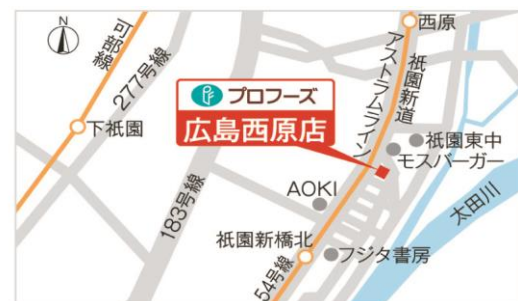 N
西原
可部線
277号線
祇園新道
アストラムライン
プロフーズ
広島西原店
下祇園
祇園東中
モスバーガー
183号線
AOKI
太田川
祇園新橋北
フジタ書房
54号線